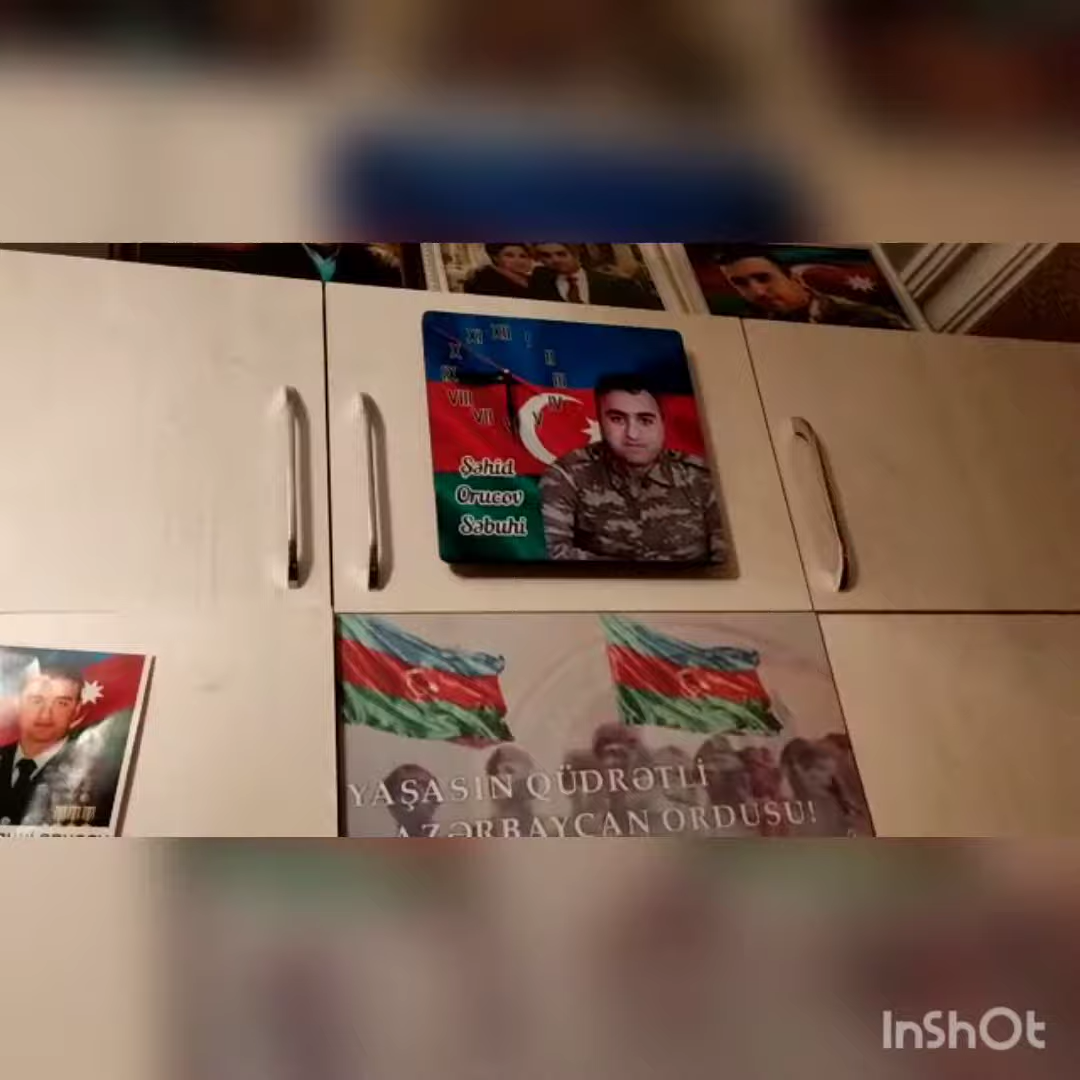 XI XII I
X II
IX III
VIII IV
VII V
Şəhid
Orucov
Səbuhi
YAŞASIN QÜDRƏTLİ
AZƏRBAYCAN ORDUSU!
InShOt